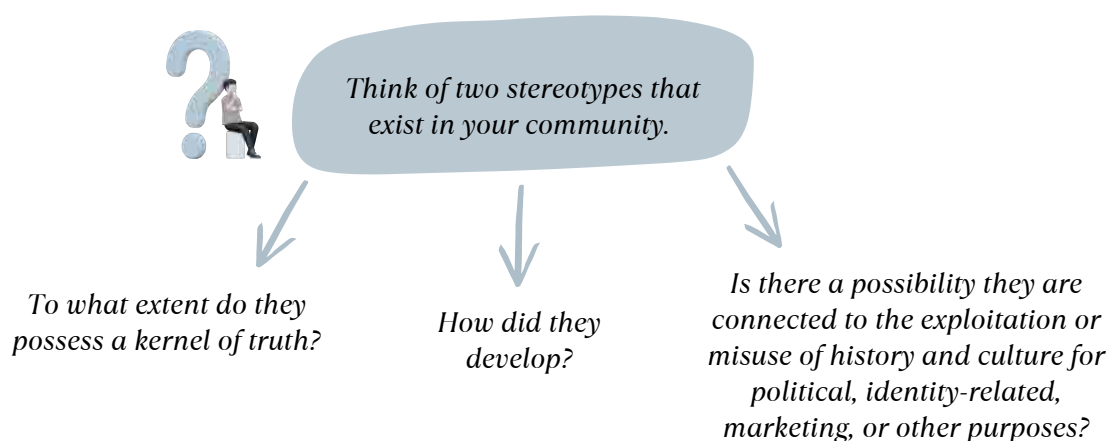 Think of two stereotypes that
exist in your community.
To what extent do they
possess a kernel of truth?
How did they
develop?
Is there a possibility they are
connected to the exploitation or
misuse of history and culture for
political, identity-related,
marketing, or other purposes?